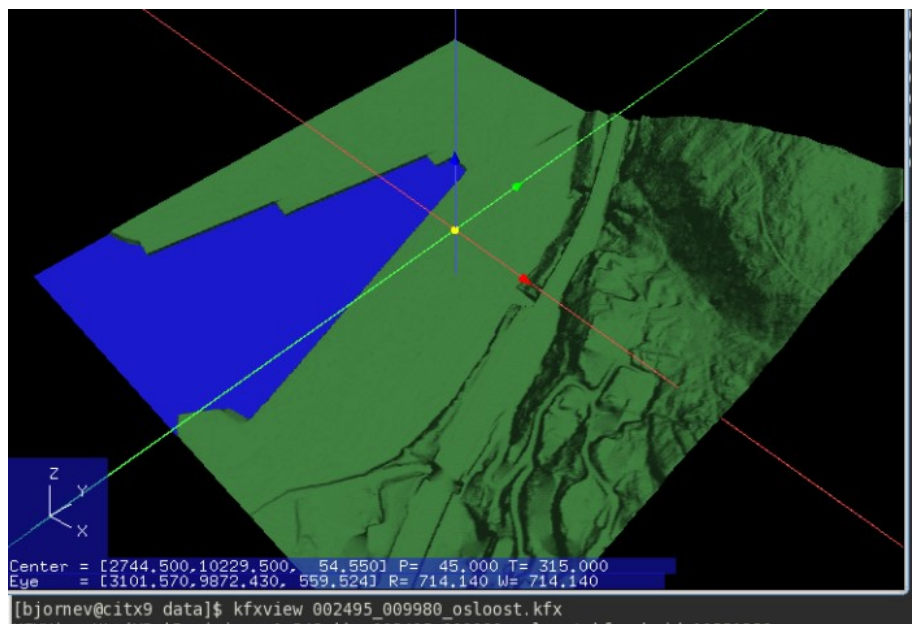 Z
Y
X
Center = [2744.500,10229.500, 54.550] P= 45.000 T= 315.000
Eye = [3101.570,9872.430, 559.524] R= 714.140 W= 714.140
[bjornev@citx9 data]$ kfxview 002495_009980_osloost.kfx